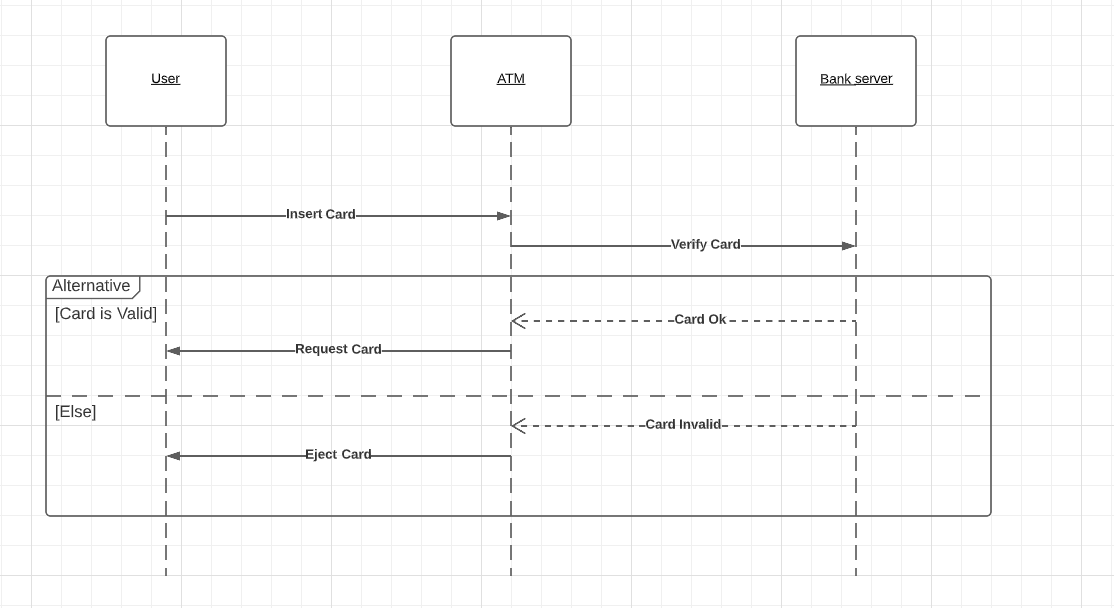 User
ATM
Bank server
Insert Card
Verify Card
Alternative
[Card is Valid]
Card Ok
Request Card
[Else]
Card Invalid
Eject Card